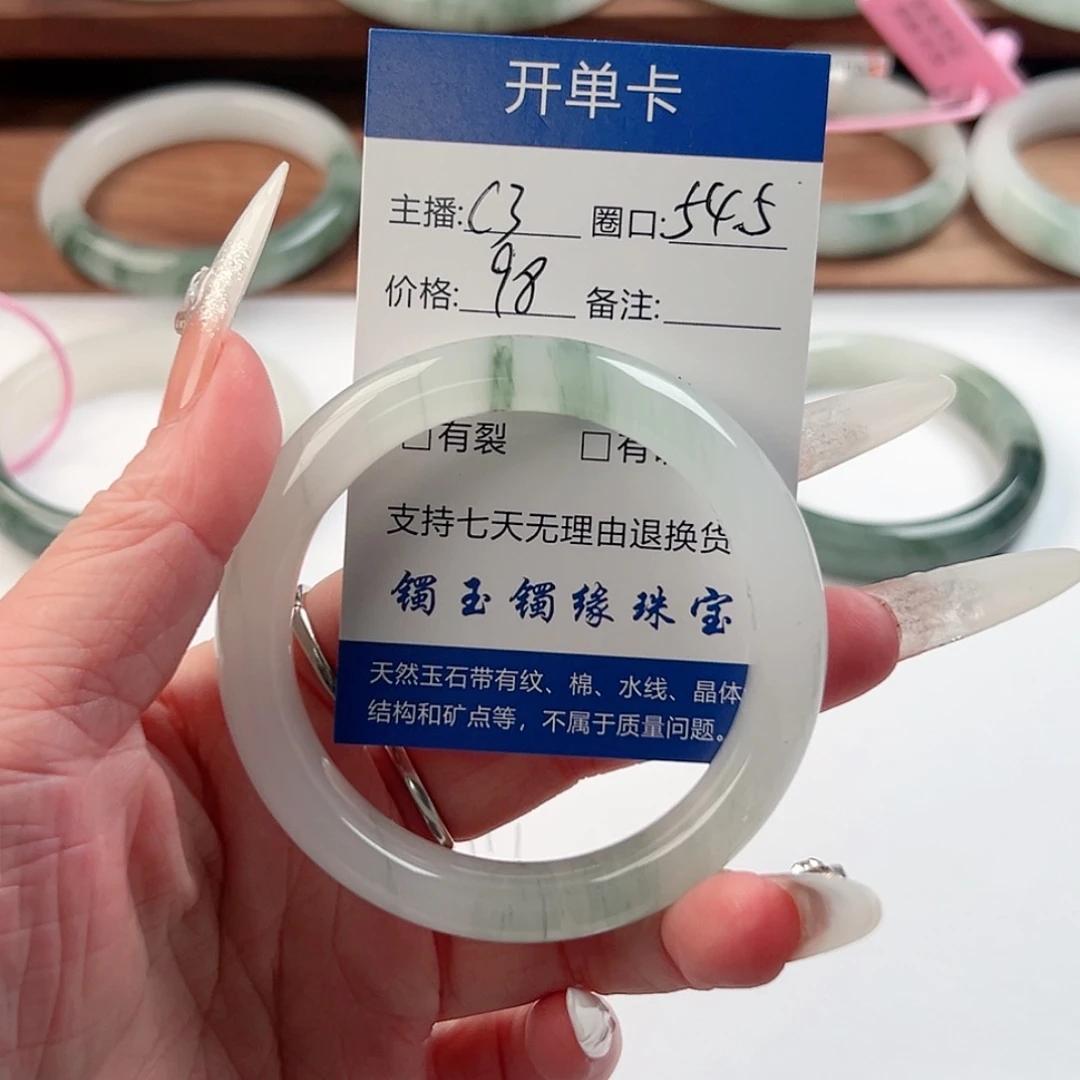 开单卡
主播:C3 圈口:54.5
价格:98 备注:
□有裂 □有
支持七天无理由退换货
镯玉镯缘珠宝
天然玉石带有纹、棉、水线、晶体
结构和矿点等，不属于质量问题。